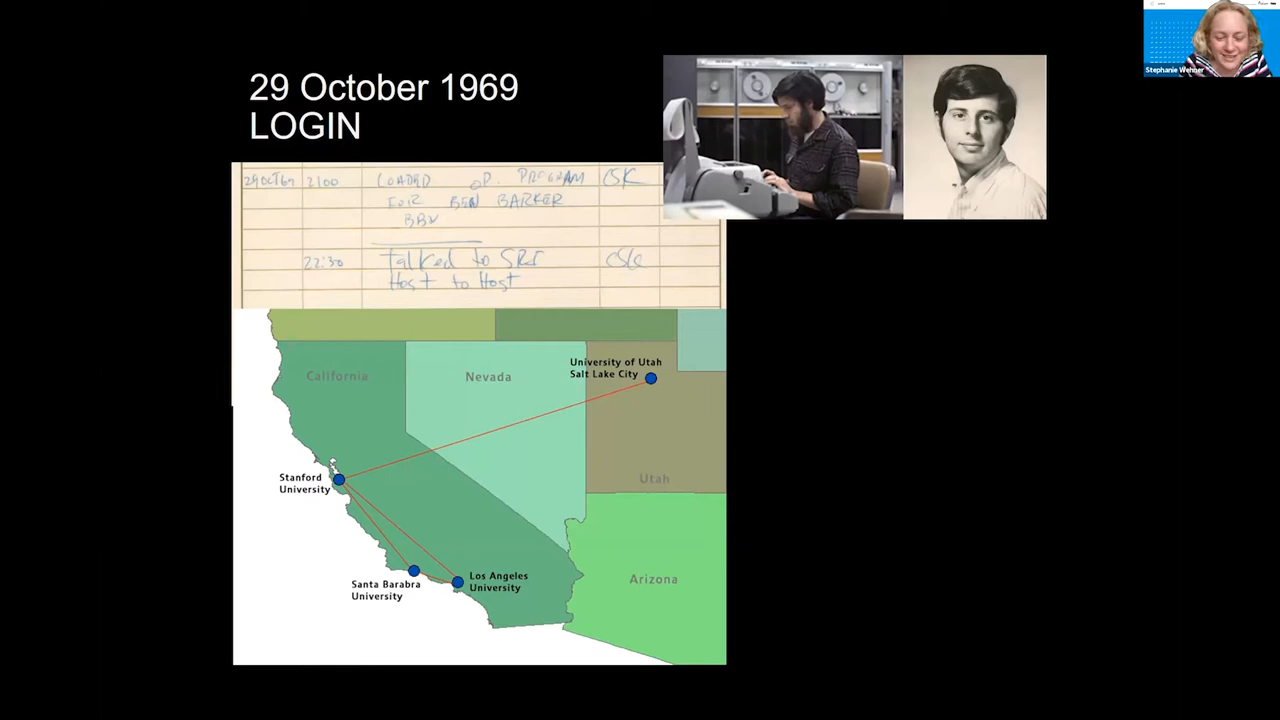 29 October 1969
LOGIN
29OCT69 2100 LOADED OP. PROGRAM CSK
FOR BEN BARKER
BBN
22:30 Talked to SRI CSK
Host to Host
University of Utah
Salt Lake City
California
Nevada
Stanford
University
Utah
Santa Barabra
University
Los Angeles
University
Arizona
Stephanie Wehner